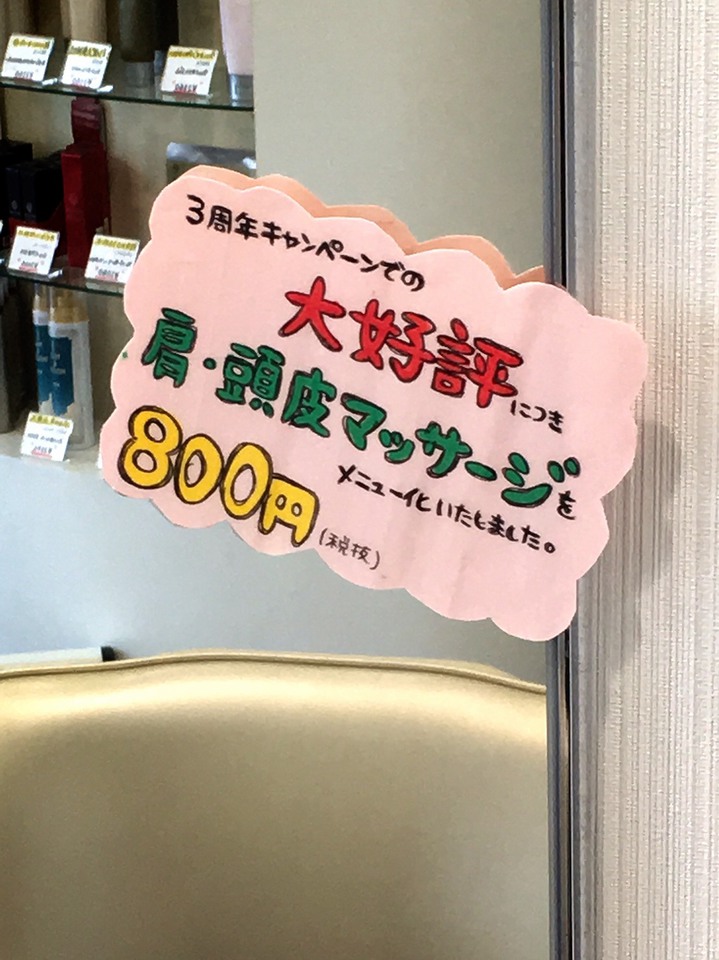 3周年キャンペーンでの
大好評につき
肩・頭皮マッサージを
メニュー化いたしました。
800円(税抜)